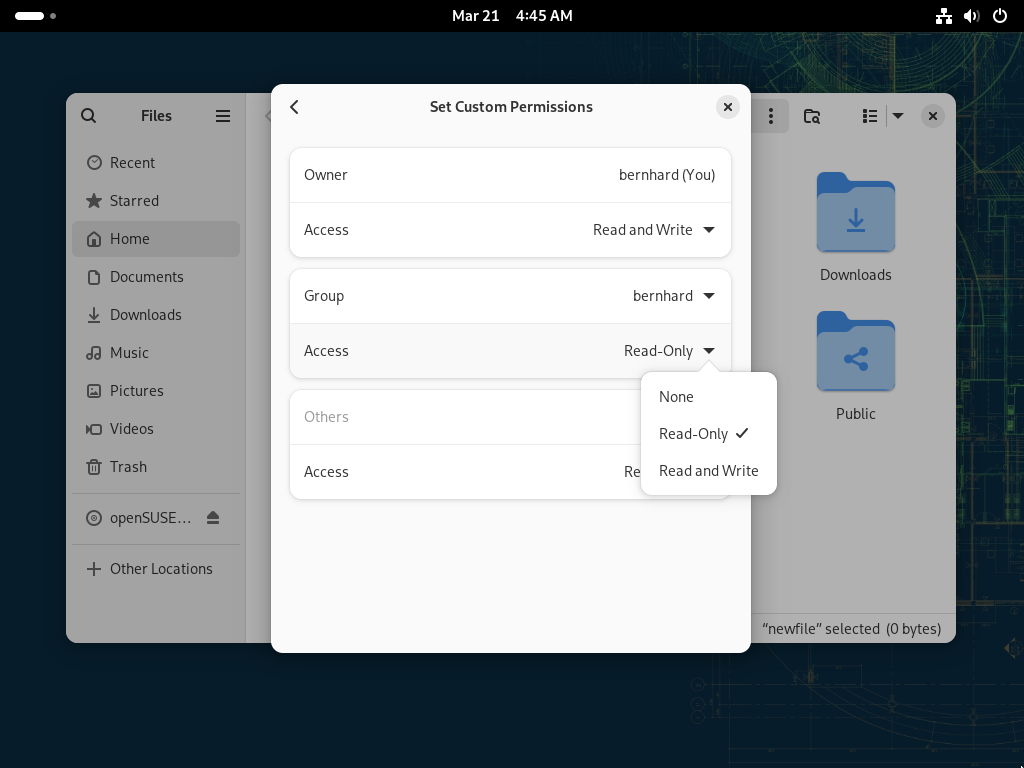 Mar 21 4:45 AM
Files
Set Custom Permissions
Recent
Starred
Home
Documents
Downloads
Music
Pictures
Videos
Trash
openSUSE…
Other Locations
Owner bernhard (You)
Access Read and Write
Group bernhard
Access Read-Only
Others
Access Re
None
Read-Only
Read and Write
Downloads
Public
“newfile” selected (0 bytes)